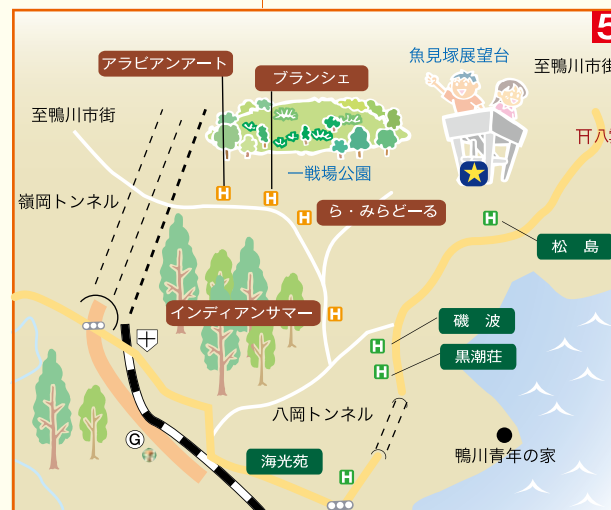 5
魚見塚展望台
アラビアンアート
至鴨川市街
ブランシェ
至鴨川市街
一戦場公園
嶺岡トンネル
ら・みらどーる
H
H
H
H
松 島
インディアンサマー
H
磯 波
H
黒潮荘
H
八岡トンネル
G
海光苑
鴨川青年の家
H